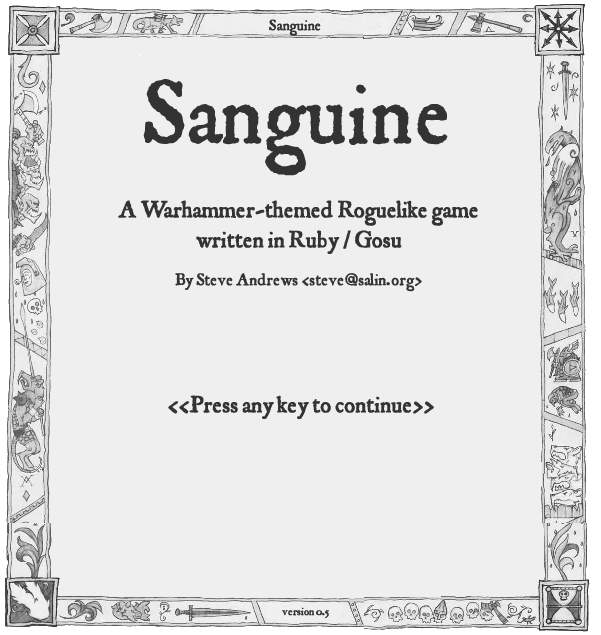 Sanguine
Sanguine
A Warhammer-themed Roguelike game
written in Ruby / Gosu
By Steve Andrews <steve@salin.org>
<<Press any key to continue>>
version 0.5